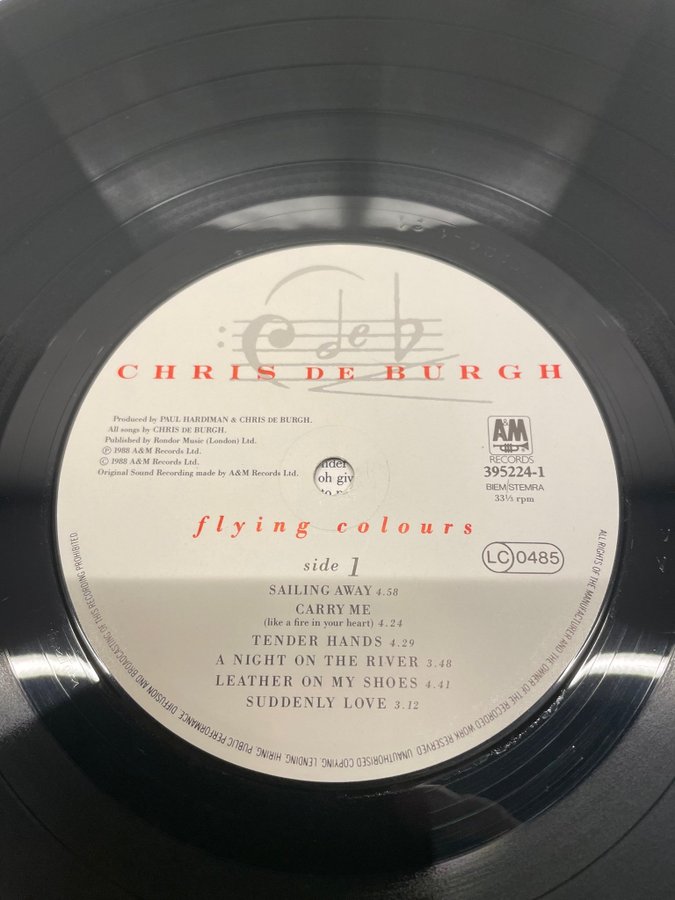 C de b
CHRIS DE BURGH
Produced by PAUL HARDIMAN & CHRIS DE BURGH.
All songs by CHRIS DE BURGH.
Published by Rondor Music (London) Ltd.
℗ 1988 A&M Records Ltd.
© 1988 A&M Records Ltd.
Original Sound Recording made by A&M Records Ltd.
A&M
RECORDS
395224-1
BIEM/STEMRA
33⅓ rpm
oh giv
flying colours
LC 0485
side 1
SAILING AWAY 4.58
CARRY ME
(like a fire in your heart) 4.24
TENDER HANDS 4.29
A NIGHT ON THE RIVER 3.48
LEATHER ON MY SHOES 4.41
SUDDENLY LOVE 3.12
ALL RIGHTS OF THE MANUFACTURER AND THE OWNER OF THE RECORDED WORK RESERVED. UNAUTHORISED COPYING, LENDING, HIRING, PUBLIC PERFORMANCE, DIFFUSION AND BROADCASTING OF THIS RECORDING PROHIBITED